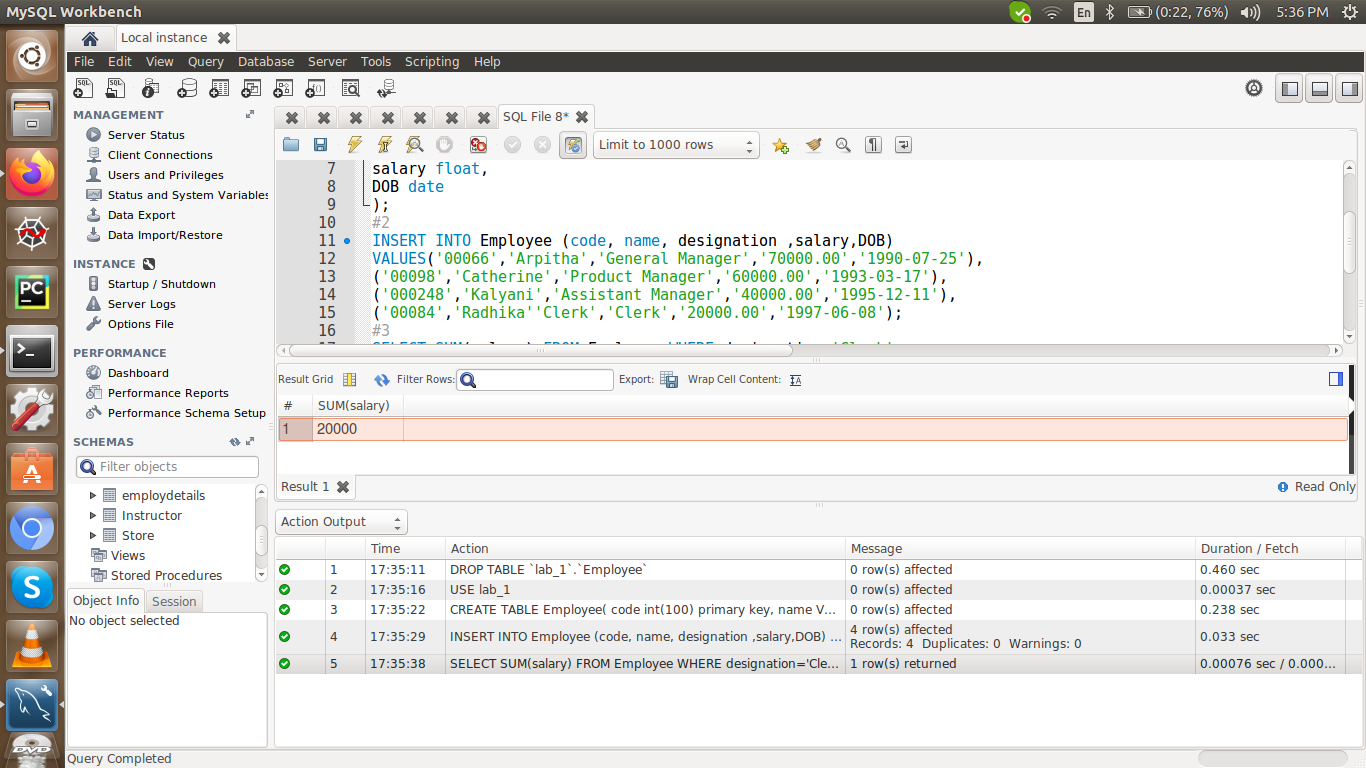 MySQL Workbench
En
(0:22, 76%)
5:36 PM
Local instance
File Edit View Query Database Server Tools Scripting Help
MANAGEMENT
Server Status
Client Connections
Users and Privileges
Status and System Variables
Data Export
Data Import/Restore
INSTANCE
Startup / Shutdown
Server Logs
Options File
PERFORMANCE
Dashboard
Performance Reports
Performance Schema Setup
SCHEMAS
Filter objects
employdetails
Instructor
Store
Views
Stored Procedures
Object Info Session
No object selected
SQL File 8*
Limit to 1000 rows
7 salary float,
8 DOB date
9 );
10 #2
11 INSERT INTO Employee (code, name, designation ,salary,DOB)
12 VALUES('00066','Arpitha','General Manager','70000.00','1990-07-25'),
13 ('00098','Catherine','Product Manager','60000.00','1993-03-17'),
14 ('000248','Kalyani','Assistant Manager','40000.00','1995-12-11'),
15 ('00084','Radhika''Clerk','Clerk','20000.00','1997-06-08');
16 #3
Result Grid Filter Rows: Export: Wrap Cell Content:
# SUM(salary)
1 20000
Result 1 Read Only
Action Output
Time Action Message Duration / Fetch
1 17:35:11 DROP TABLE `lab_1`.`Employee` 0 row(s) affected 0.460 sec
2 17:35:16 USE lab_1 0 row(s) affected 0.00037 sec
3 17:35:22 CREATE TABLE Employee( code int(100) primary key, name V... 0 row(s) affected 0.238 sec
4 17:35:29 INSERT INTO Employee (code, name, designation ,salary,DOB) ... 4 row(s) affected 0.033 sec
Records: 4 Duplicates: 0 Warnings: 0
5 17:35:38 SELECT SUM(salary) FROM Employee WHERE designation='Cle... 1 row(s) returned 0.00076 sec / 0.000...
Query Completed